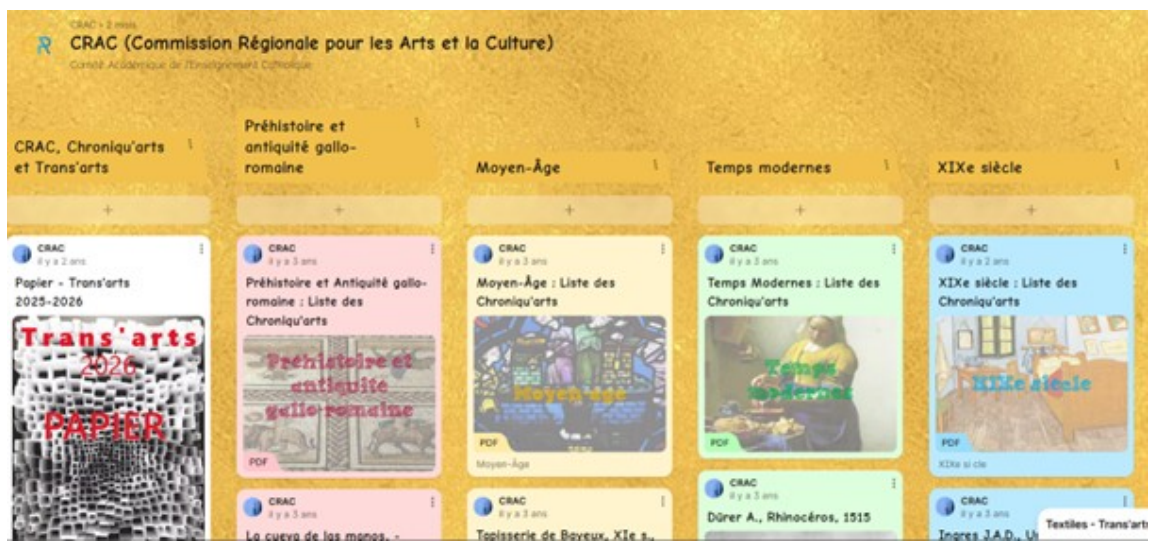 CRAC • 2 mois
CRAC (Commission Régionale pour les Arts et la Culture)
Comité Académique de l'Enseignement Catholique
CRAC, Chroniqu'arts
et Trans'arts
Préhistoire et
antiquité gallo-
romaine
Moyen-Âge
Temps modernes
XIXe siècle
CRAC
il y a 2 ans
Papier - Trans'arts
2025-2026
Trans'arts
2026
PAPIER
CRAC
il y a 3 ans
Préhistoire et Antiquité gallo-
romaine : Liste des
Chroniqu'arts
Préhistoire et
antiquité
gallo-romaine
PDF
CRAC
il y a 3 ans
La cueva de las manos, -
CRAC
il y a 3 ans
Moyen-Âge : Liste des
Chroniqu'arts
Moyen-âge
PDF
Moyen-Âge
CRAC
il y a 3 ans
Tapisserie de Bayeux, XIe s.,
CRAC
il y a 3 ans
Temps Modernes : Liste des
Chroniqu'arts
Temps
modernes
PDF
CRAC
il y a 3 ans
Dürer A., Rhinocéros, 1515
CRAC
il y a 2 ans
XIXe siècle : Liste des
Chroniqu'arts
XIXe siècle
PDF
XIXe si cle
CRAC
il y a 3 ans
Ingres J.A.D.,
Textiles - Trans'arts